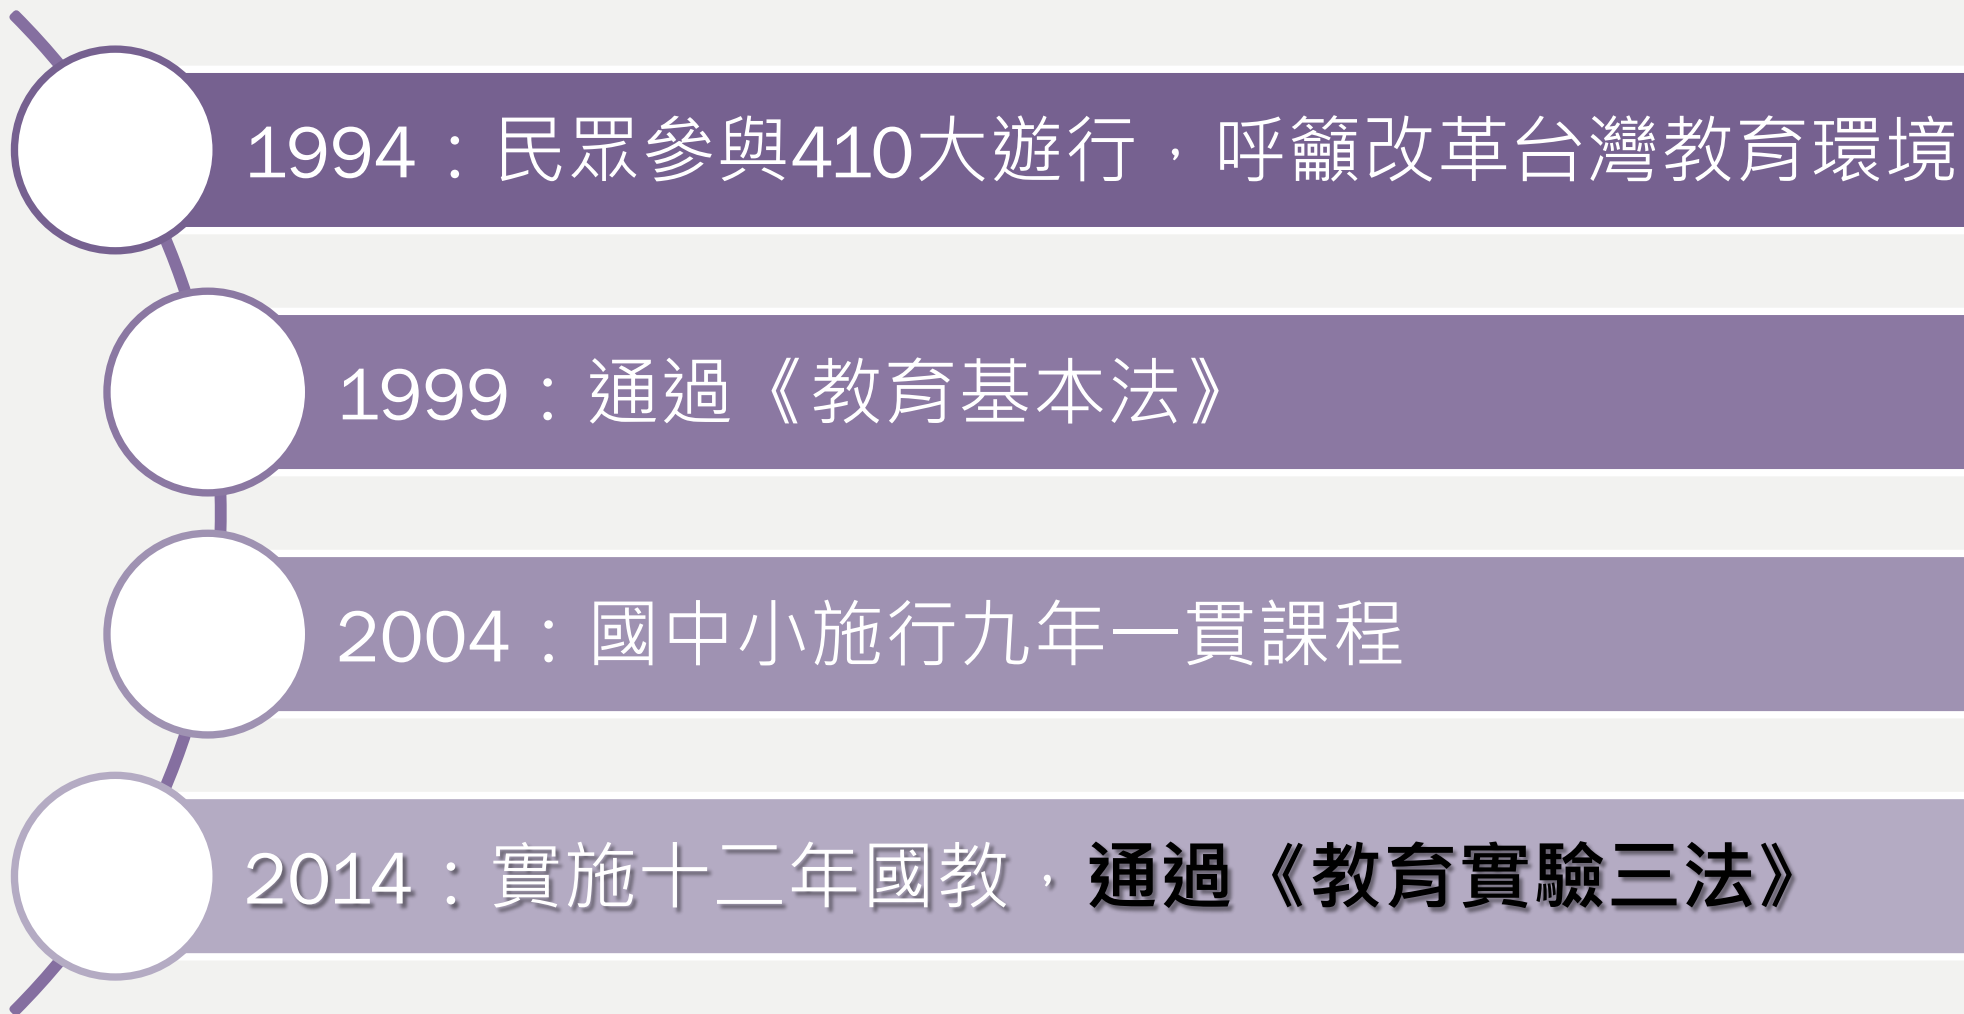 1994：民眾參與410大遊行，呼籲改革台灣教育環境
1999：通過《教育基本法》
2004：國中小施行九年一貫課程
2014：實施十二年國教，通過《教育實驗三法》